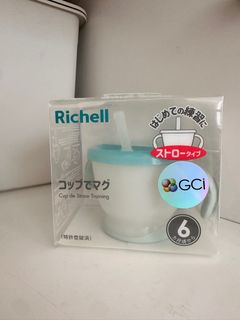 Richell
はじめての練習に
ストロータイプ
GCi
コップでマグ
Cup de Straw Training
6